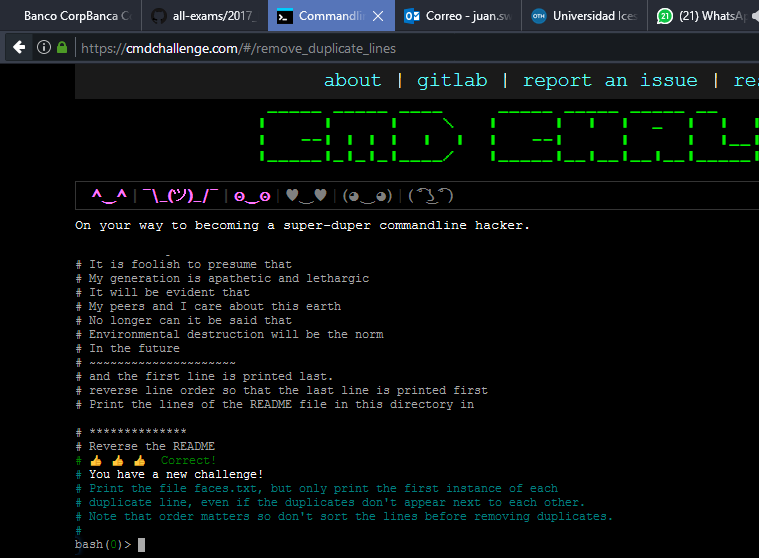 Banco CorpBanca C
all-exams/2017_
Commandli
Correo - juan.sw
Universidad Ices
(21) WhatsA
https://cmdchallenge.com/#/remove_duplicate_lines
about | gitlab | report an issue | re
CMD CHAL
^‿^ | ¯\_(ツ)_/¯ | ʘ‿ʘ | ♥‿♥ | (◕‿◕) | ( ͡° ͜ʖ ͡°)
On your way to becoming a super-duper commandline hacker.
# It is foolish to presume that
# My generation is apathetic and lethargic
# It will be evident that
# My peers and I care about this earth
# No longer can it be said that
# Environmental destruction will be the norm
# In the future
# ~~~~~~~~~~~~~~~~~~~~~
# and the first line is printed last.
# reverse line order so that the last line is printed first
# Print the lines of the README file in this directory in
# **************
# Reverse the README
# 👍 👍 👍 Correct!
# You have a new challenge!
# Print the file faces.txt, but only print the first instance of each
# duplicate line, even if the duplicates don't appear next to each other.
# Note that order matters so don't sort the lines before removing duplicates.
#
bash(0)>